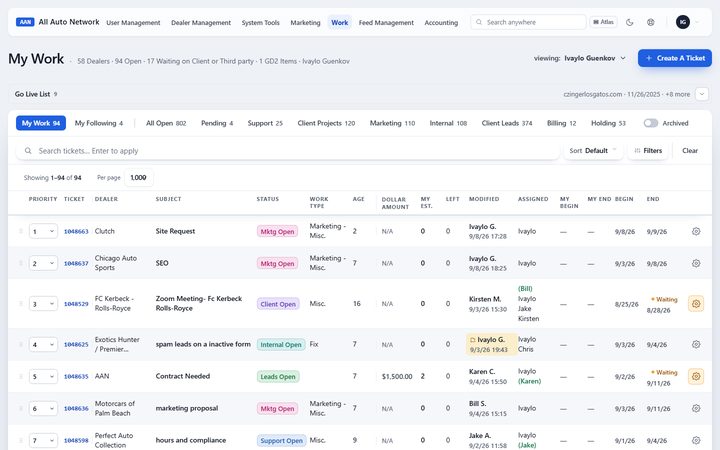 AAN All Auto Network User Management Dealer Management System Tools Marketing Work Feed Management Accounting Search anywhere Atlas IG
My Work · 58 Dealers · 94 Open · 17 Waiting on Client or Third party · 1 GD2 Items · Ivaylo Guenkov viewing: Ivaylo Guenkov + Create A Ticket
Go Live List 9 czingerlosgatos.com · 11/26/2025 · +8 more
My Work 94 My Following 4 All Open 802 Pending 4 Support 25 Client Projects 120 Marketing 110 Internal 108 Client Leads 374 Billing 12 Holding 53 Archived
Search tickets... Enter to apply Sort Default Filters Clear
Showing 1–94 of 94 Per page 1,000
PRIORITY TICKET DEALER SUBJECT STATUS WORK TYPE AGE DOLLAR AMOUNT MY EST. LEFT MODIFIED ASSIGNED MY BEGIN MY END BEGIN END
1 1048663 Clutch Site Request Mktg Open Marketing - Misc. 2 N/A 0 0 Ivaylo G. 9/8/26 17:28 Ivaylo — — 9/8/26 9/9/26
2 1048637 Chicago Auto Sports SEO Mktg Open Marketing - Misc. 7 N/A 0 0 Ivaylo G. 9/8/26 18:25 Ivaylo — — 9/3/26 9/8/26
3 1048529 FC Kerbeck - Rolls-Royce Zoom Meeting- Fc Kerbeck Rolls-Royce Client Open Misc. 16 N/A 0 0 Kirsten M. 9/3/26 15:30 (Bill) Ivaylo Jake Kirsten — — 8/25/26 Waiting 8/28/26
4 1048625 Exotics Hunter / Premier... spam leads on a inactive form Internal Open Fix 7 N/A 0 0 Ivaylo G. 9/3/26 19:43 Ivaylo Chris — — 9/3/26 9/4/26
5 1048635 AAN Contract Needed Leads Open 7 $1,500.00 2 0 Karen C. 9/4/26 15:50 Ivaylo (Karen) — — 9/2/26 Waiting 9/11/26
6 1048636 Motorcars of Palm Beach marketing proposal Mktg Open Marketing - Misc. 7 N/A 0 0 Bill S. 9/4/26 15:15 Ivaylo — — 9/3/26 9/11/26
7 1048598 Perfect Auto Collection hours and compliance Support Open Misc. 9 N/A 0 0 Jake A. 9/2/26 11:58 Ivaylo (Jake) — — 9/1/26 9/4/26